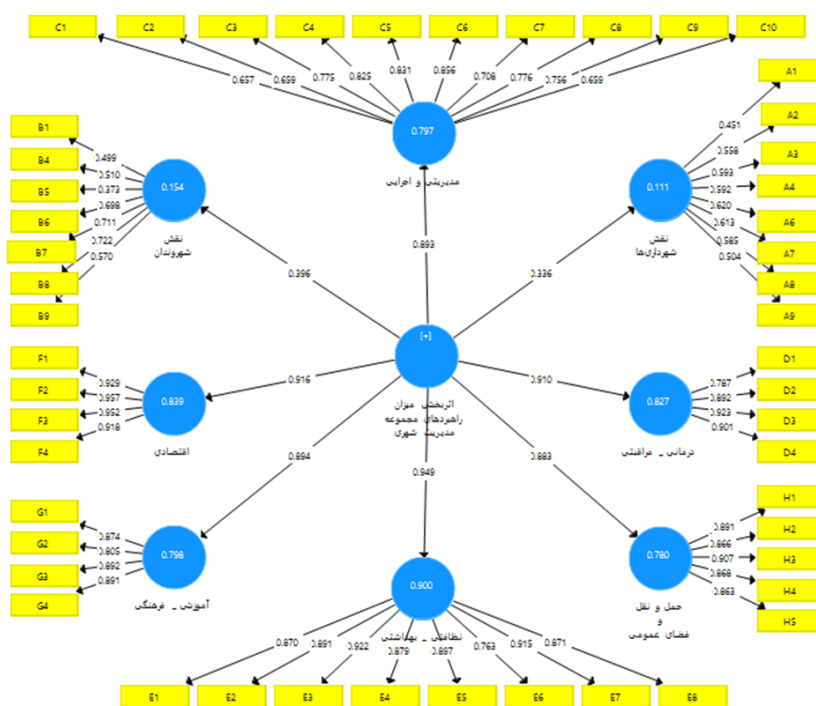 C1 C2 C3 C4 C5 C6 C7 C8 C9 C10
0.657 0.659 0.775 0.825 0.831 0.856 0.708 0.776 0.756 0.659
0.797
مدیریتی و اجرایی
B1
B4
B5
B6
B7
B8
B9
0.499
0.510
0.373
0.698
0.711
0.722
0.570
0.154
نقش
شهروندان
A1
A2
A3
A4
A6
A7
A8
A9
0.451
0.558
0.593
0.592
0.620
0.613
0.585
0.504
0.111
نقش
شهرداری‌ها
0.893
0.396
0.336
[+]
اثربخشی میزان
راهبردهای مجموعه
مدیریت شهری
0.916
0.910
0.894
0.949
0.883
F1
F2
F3
F4
0.929
0.957
0.952
0.918
0.839
اقتصادی
D1
D2
D3
D4
0.787
0.892
0.923
0.901
0.827
درمانی _ مراقبتی
G1
G2
G3
G4
0.874
0.805
0.892
0.891
0.798
آموزشی _ فرهنگی
H1
H2
H3
H4
H5
0.891
0.866
0.907
0.868
0.863
0.780
حمل و نقل
و
فضای عمومی
0.900
نظافتی _ بهداشتی
0.870 0.891 0.922 0.879 0.897 0.763 0.915 0.871
E1 E2 E3 E4 E5 E6 E7 E8